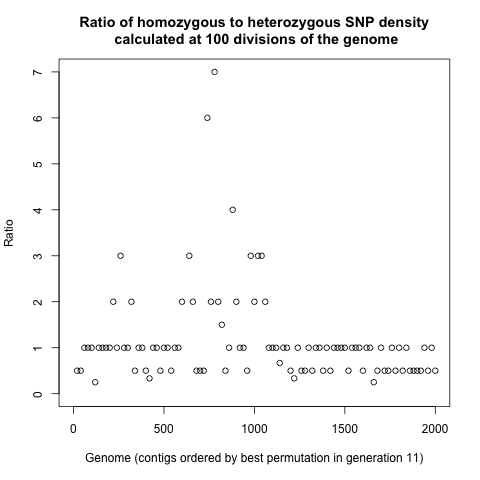 Ratio of homozygous to heterozygous SNP density
calculated at 100 divisions of the genome
7
6
5
4
3
2
1
0
Ratio
0 500 1000 1500 2000
Genome (contigs ordered by best permutation in generation 11)